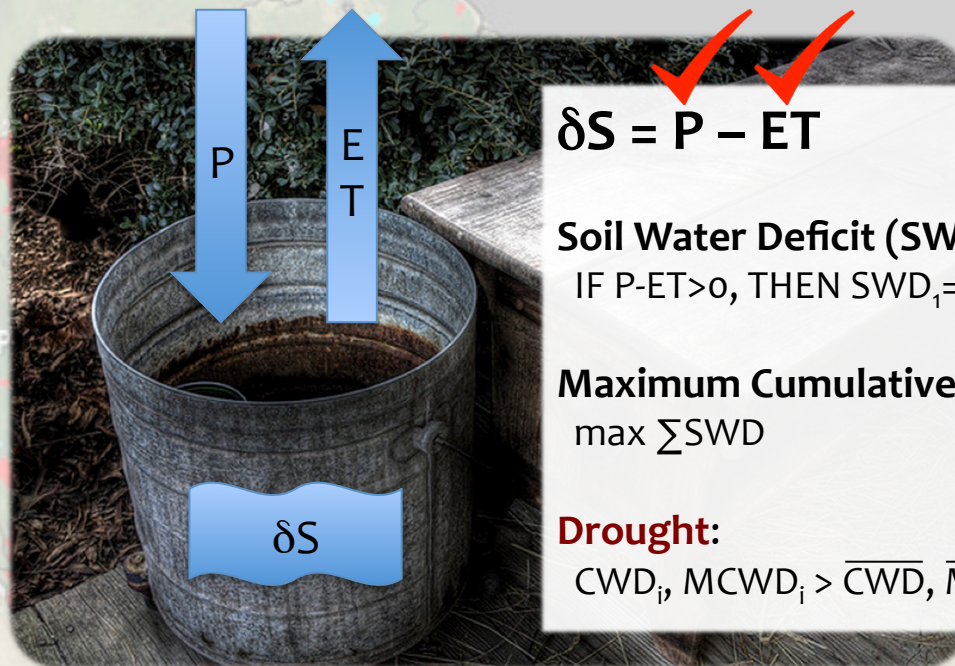 P
E
T
δS
δS = P – ET
Soil Water Deficit (SW
IF P-ET>0, THEN SWD₁=
Maximum Cumulative
max ∑SWD
Drought:
CWDᵢ, MCWDᵢ > C̅W̅D̅,